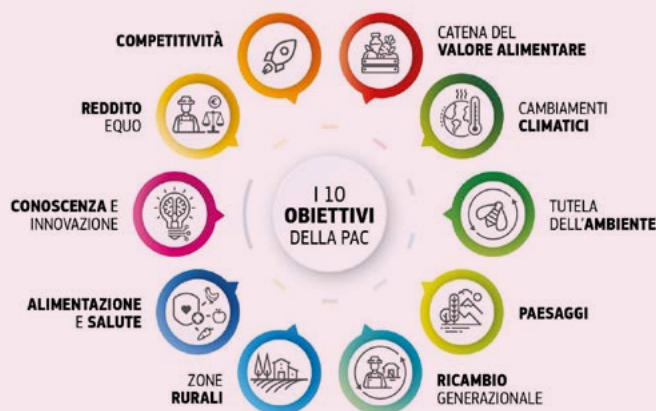 COMPETITIVITÀ
CATENA DEL
VALORE ALIMENTARE
REDDITO
EQUO
CAMBIAMENTI
CLIMATICI
CONOSCENZA E
INNOVAZIONE
I 10
OBIETTIVI
DELLA PAC
TUTELA
DELL'AMBIENTE
ALIMENTAZIONE
E SALUTE
PAESAGGI
ZONE
RURALI
RICAMBIO
GENERAZIONALE